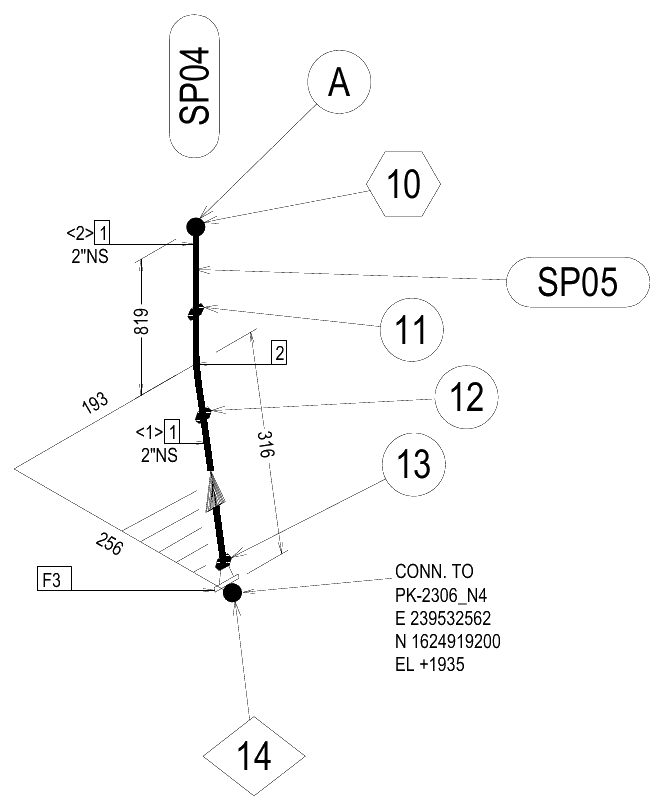 SP04
A
10
<2> 1
2"NS
SP05
819
11
2
193
12
<1> 1
2"NS
316
13
256
F3
CONN. TO
PK-2306_N4
E 239532562
N 1624919200
EL +1935
14